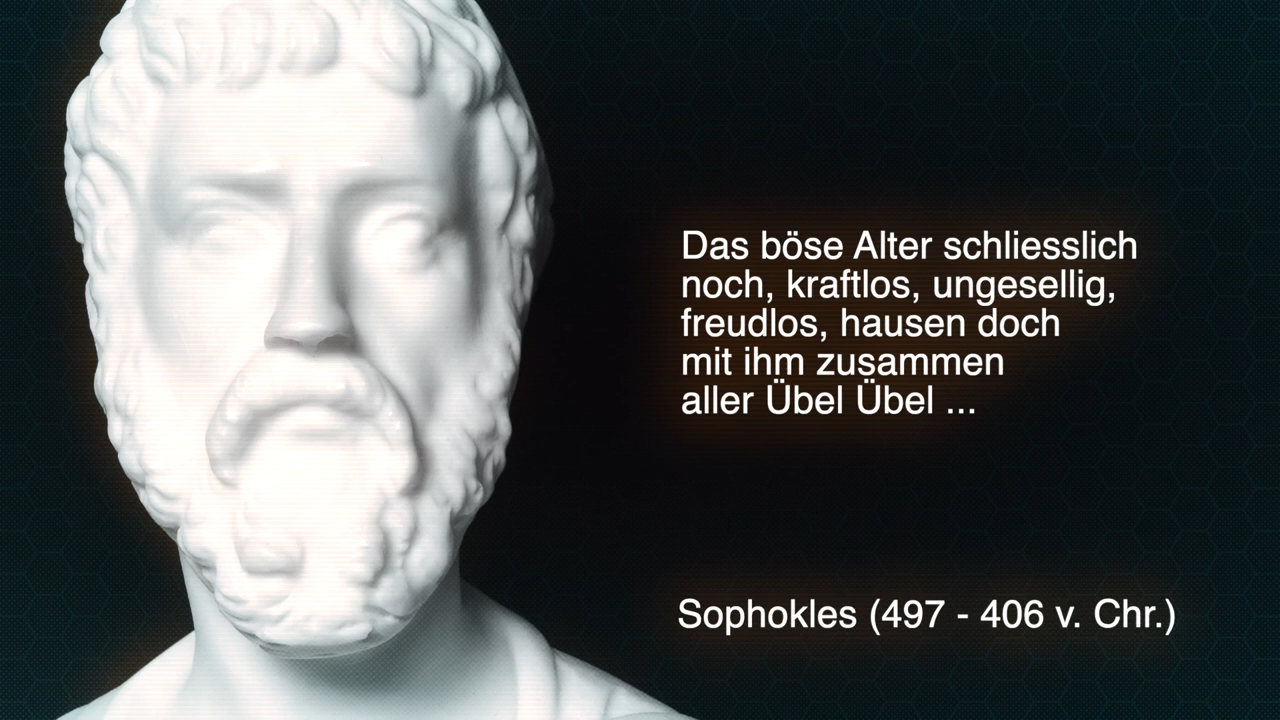 Das böse Alter schliesslich
noch, kraftlos, ungesellig,
freudlos, hausen doch
mit ihm zusammen
aller Übel Übel ...
Sophokles (497 - 406 v. Chr.)